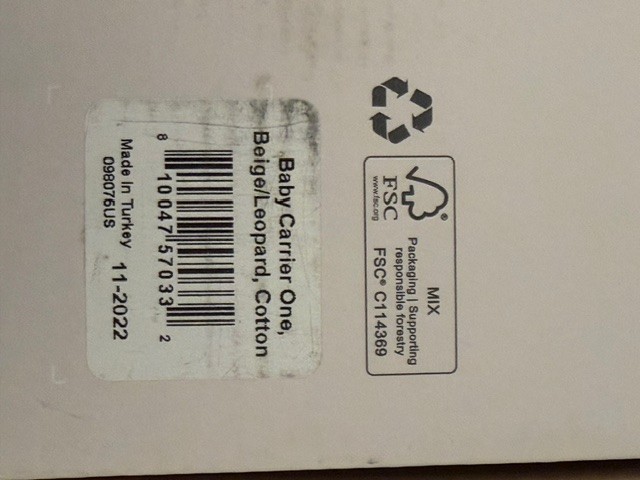 Baby Carrier One,
Beige/Leopard, Cotton
8 10047 57033 2
Made In Turkey 11-2022
098076US
FSC®
www.fsc.org
MIX
Packaging | Supporting
responsible forestry
FSC® C114369